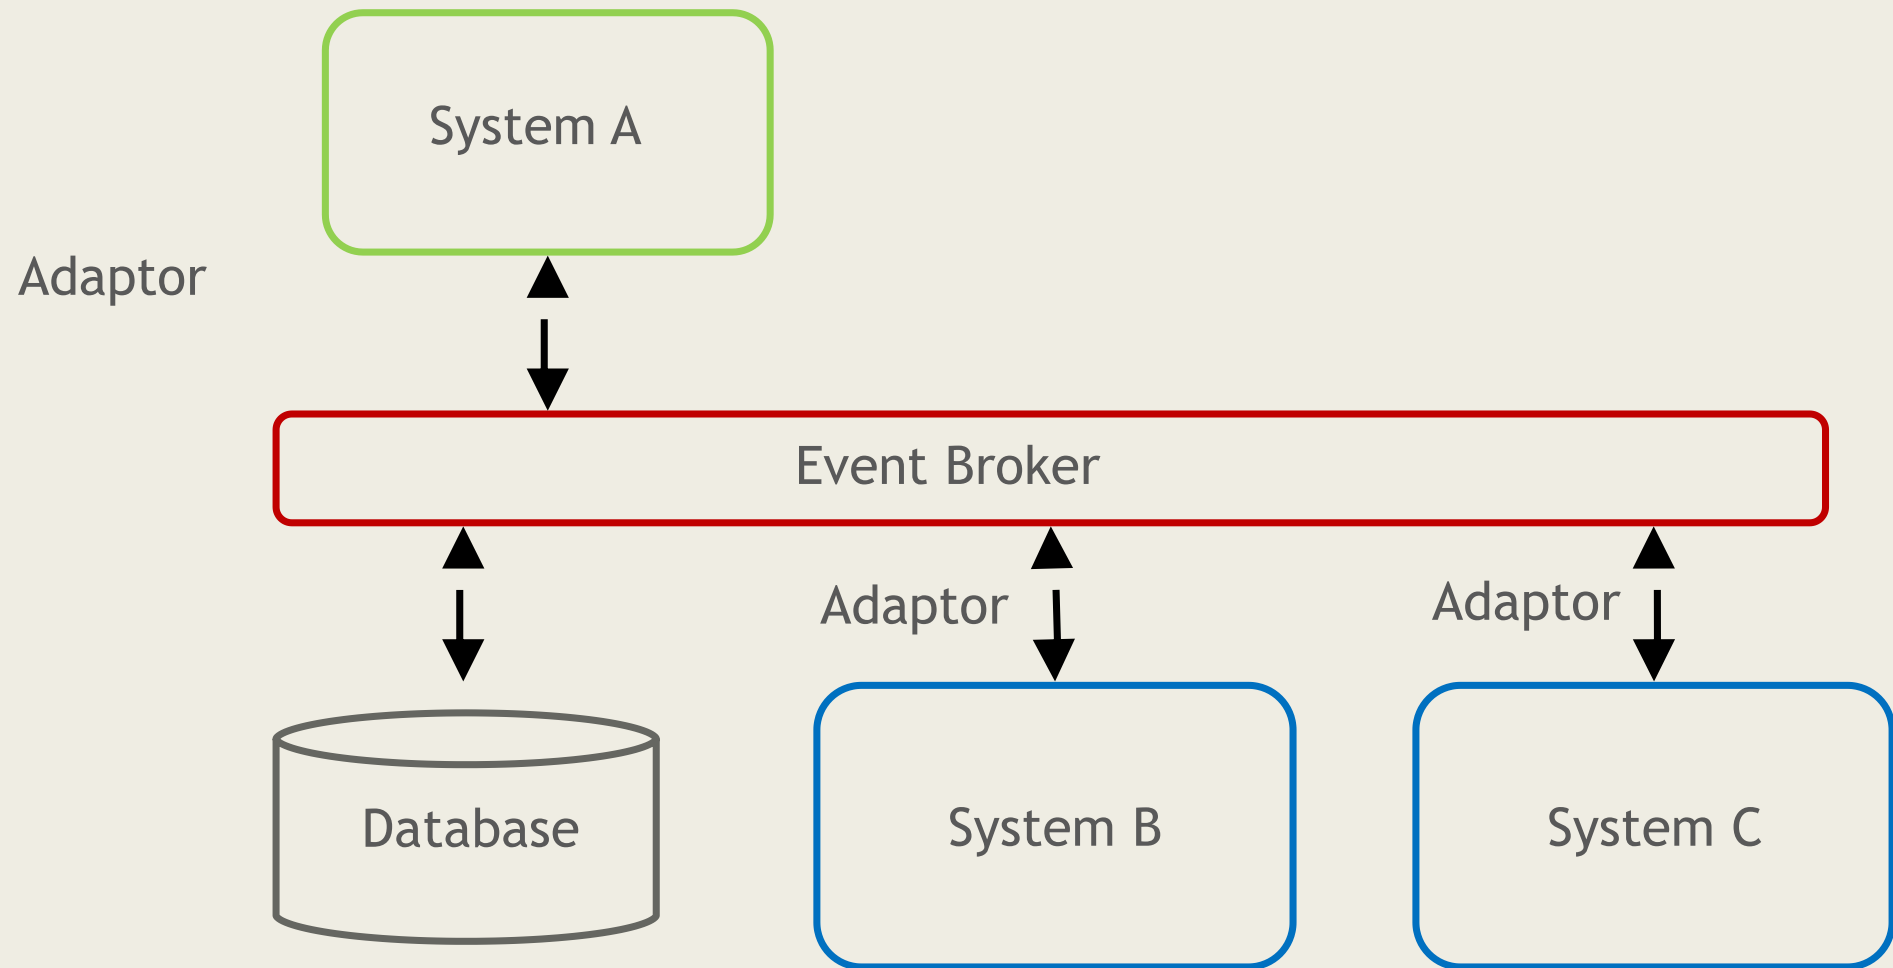 System A
Adaptor
Event Broker
Adaptor
Adaptor
Database
System B
System C